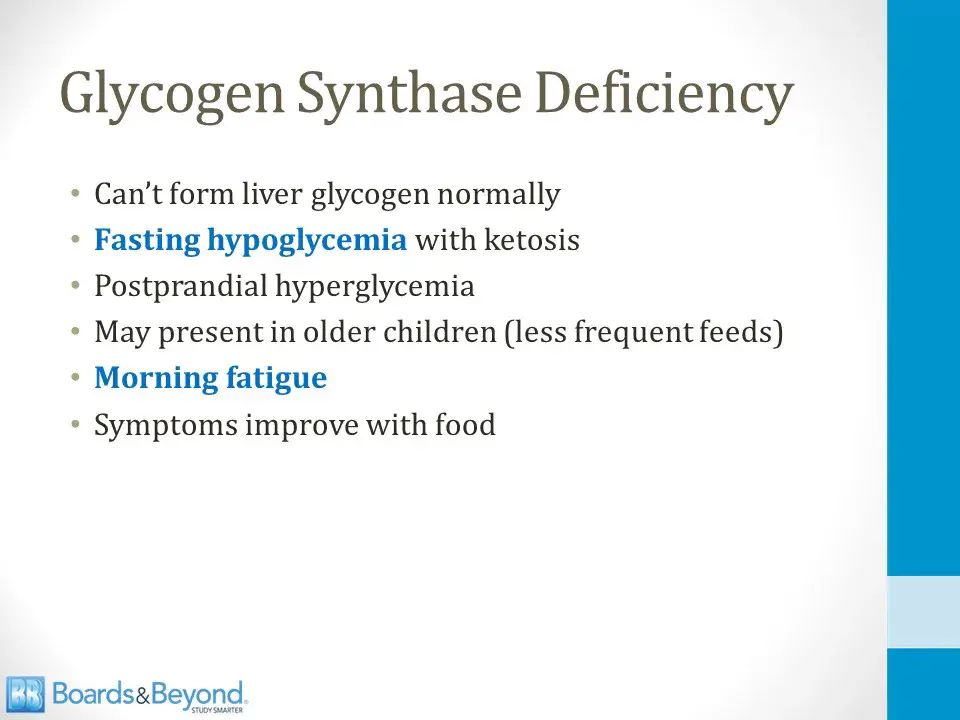 Glycogen Synthase Deficiency
• Can’t form liver glycogen normally
• Fasting hypoglycemia with ketosis
• Postprandial hyperglycemia
• May present in older children (less frequent feeds)
• Morning fatigue
• Symptoms improve with food
BB Boards&Beyond.
STUDY SMARTER